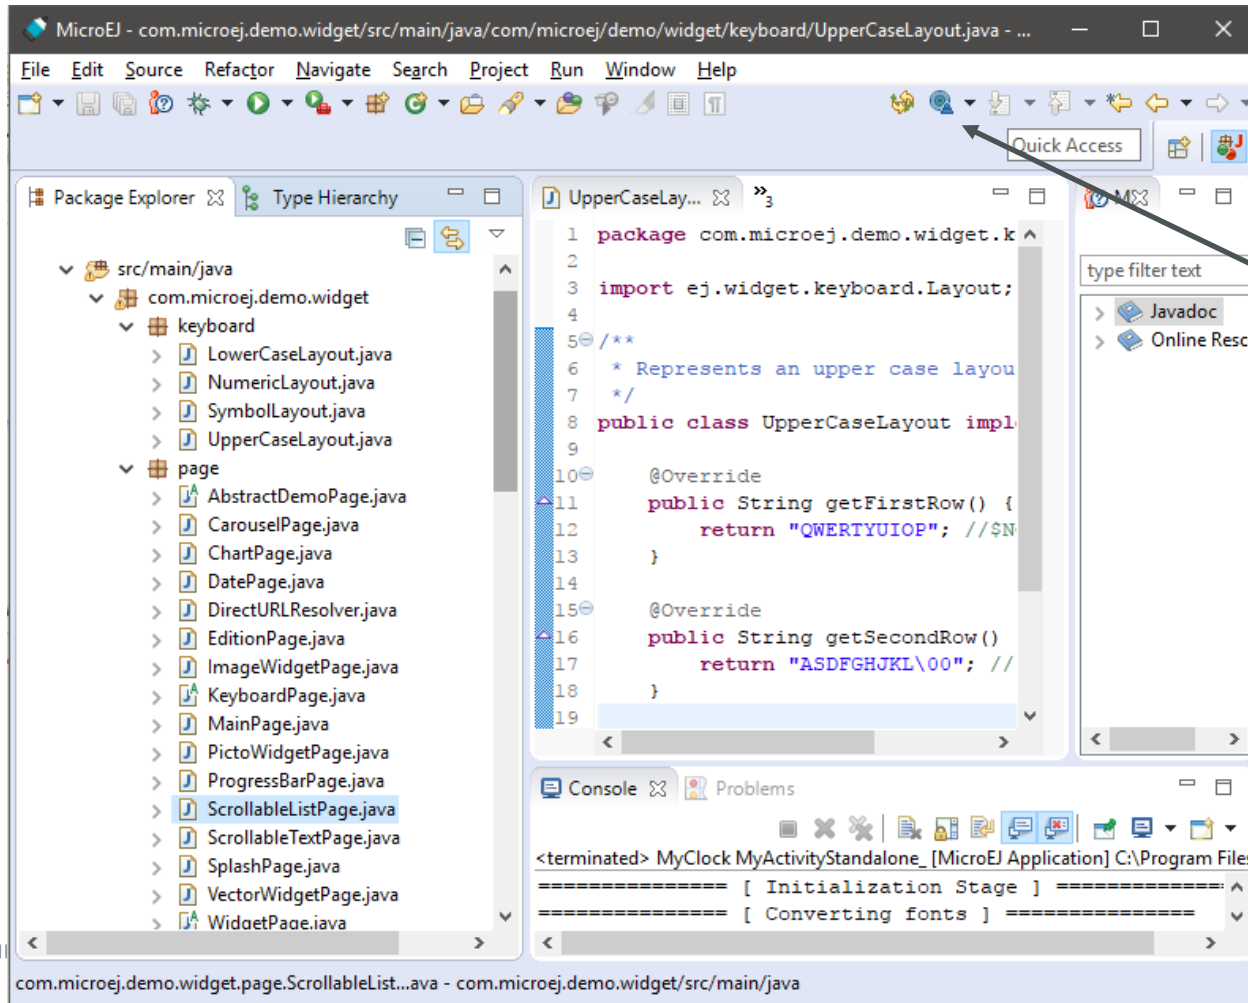 MicroEJ - com.microej.demo.widget/src/main/java/com/microej/demo/widget/keyboard/UpperCaseLayout.java - ...
File Edit Source Refactor Navigate Search Project Run Window Help
Quick Access
Package Explorer Type Hierarchy
src/main/java
com.microej.demo.widget
keyboard
LowerCaseLayout.java
NumericLayout.java
SymbolLayout.java
UpperCaseLayout.java
page
AbstractDemoPage.java
CarouselPage.java
ChartPage.java
DatePage.java
DirectURLResolver.java
EditionPage.java
ImageWidgetPage.java
KeyboardPage.java
MainPage.java
PictoWidgetPage.java
ProgressBarPage.java
ScrollableListPage.java
ScrollableTextPage.java
SplashPage.java
VectorWidgetPage.java
WidgetPage.java
UpperCaseLay... »3
1 package com.microej.demo.widget.k
2
3 import ej.widget.keyboard.Layout;
4
5 /**
6 * Represents an upper case layou
7 */
8 public class UpperCaseLayout impl
9
10 @Override
11 public String getFirstRow() {
12 return "QWERTYUIOP"; //$N
13 }
14
15 @Override
16 public String getSecondRow()
17 return "ASDFGHJKL\00"; //
18 }
19
M
type filter text
Javadoc
Online Resc
Console Problems
<terminated> MyClock MyActivityStandalone_ [MicroEJ Application] C:\Program Files
=============== [ Initialization Stage ] =============
=============== [ Converting fonts ] ===============
com.microej.demo.widget.page.ScrollableList...ava - com.microej.demo.widget/src/main/java